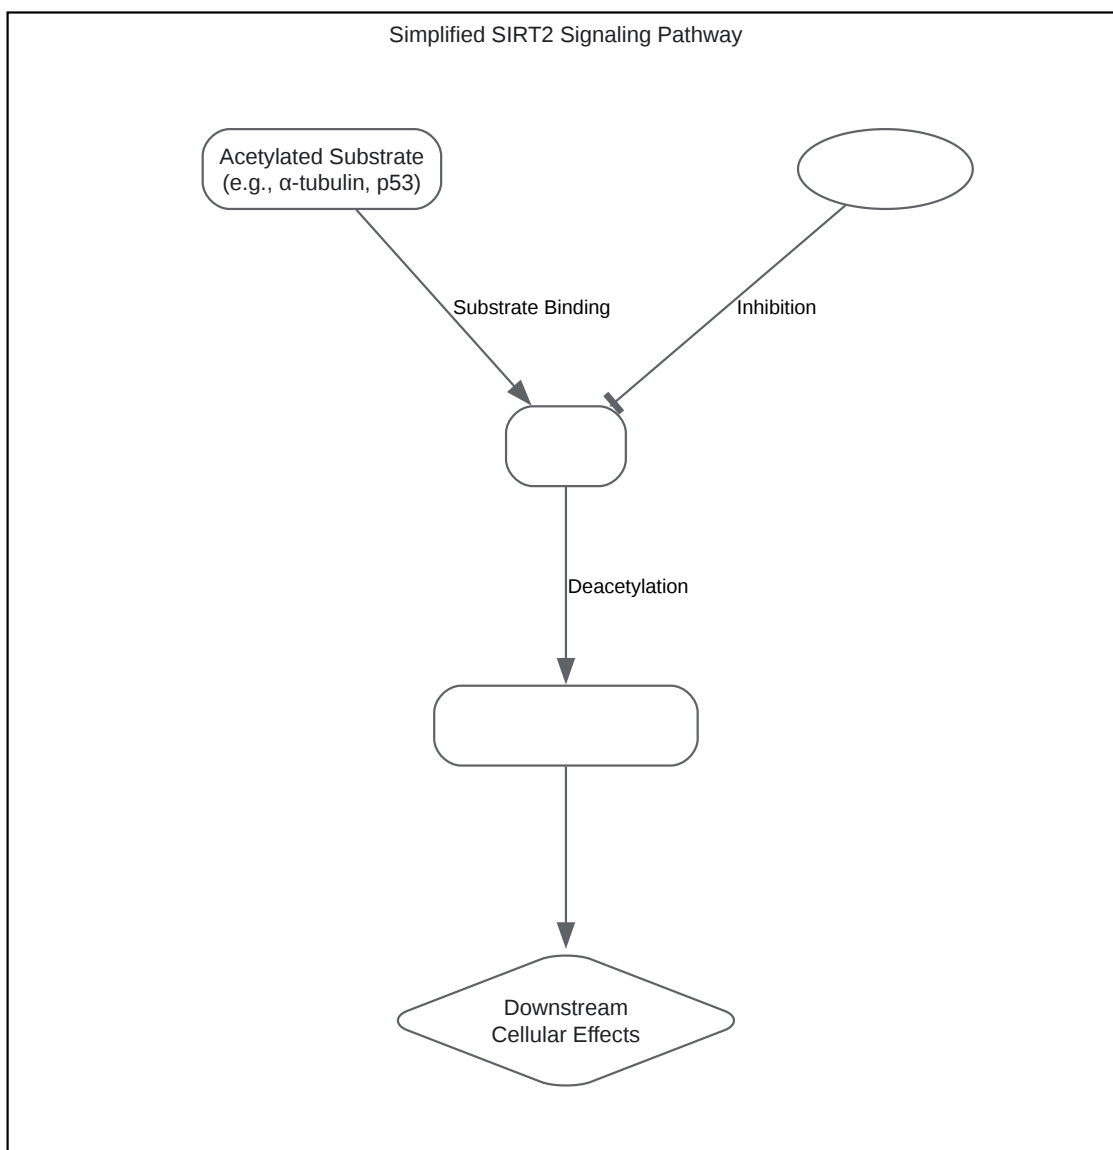 Simplified SIRT2 Signaling Pathway
Acetylated Substrate
(e.g., α-tubulin, p53)
Substrate Binding
Inhibition
Deacetylation
Downstream
Cellular Effects